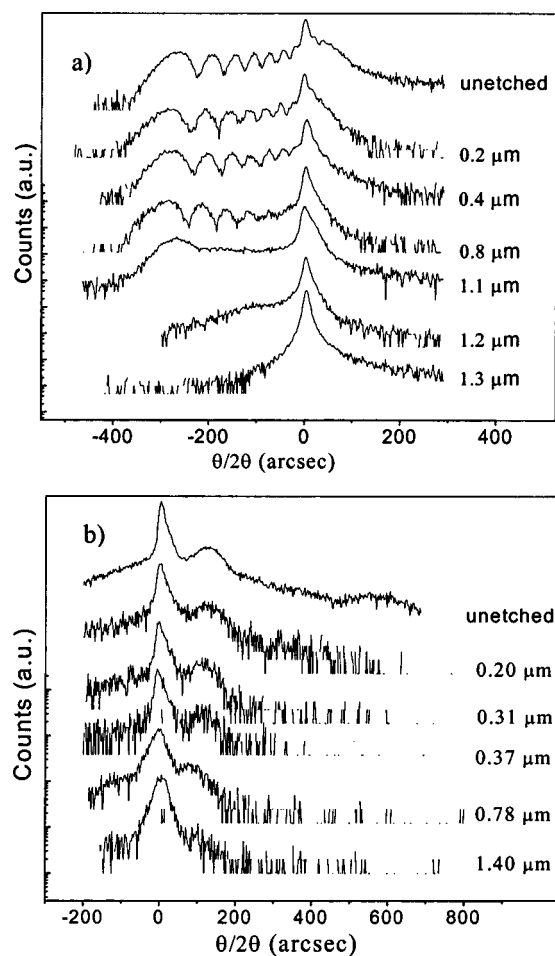 a)
Counts (a.u.)
unetched
0.2 μm
0.4 μm
0.8 μm
1.1 μm
1.2 μm
1.3 μm
-400 -200 0 200 400
θ/2θ (arcsec)
b)
Counts (a.u.)
unetched
0.20 μm
0.31 μm
0.37 μm
0.78 μm
1.40 μm
-200 0 200 400 600 800
θ/2θ (arcsec)